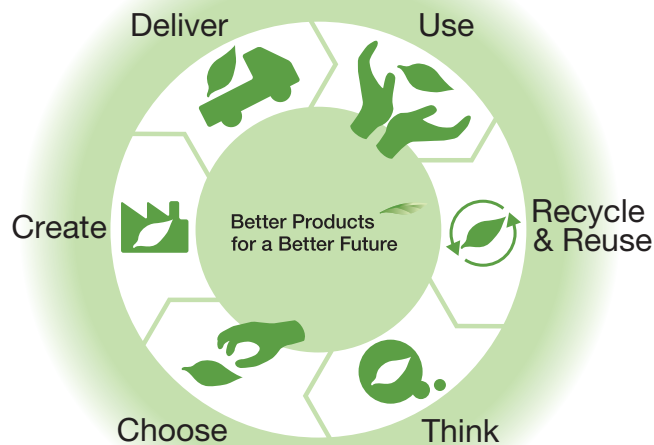 Deliver
Use
Create
Better Products
for a Better Future
Recycle
& Reuse
Choose
Think